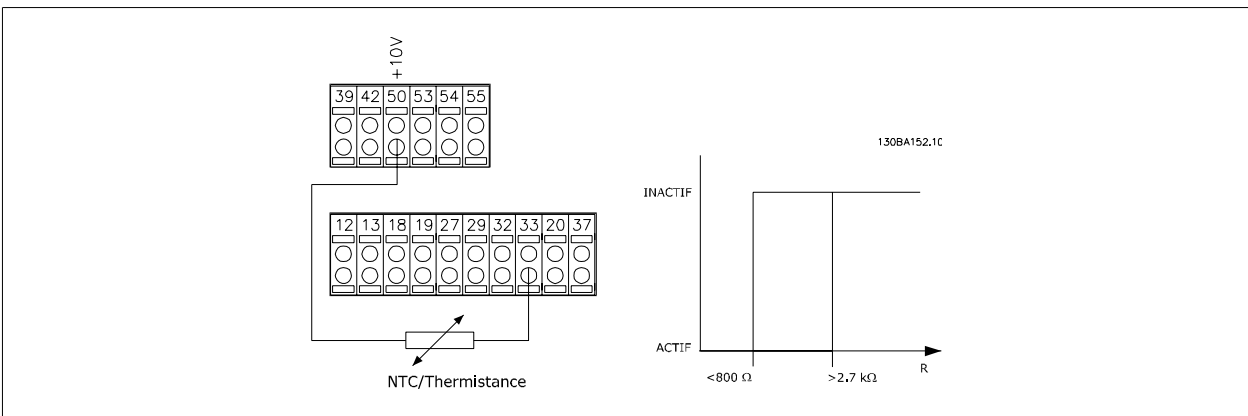 +10V
39 42 50 53 54 55
130BA152.10
INACTIF
12 13 18 19 27 29 32 33 20 37
ACTIF
<800 Ω >2.7 kΩ R
NTC/Thermistance